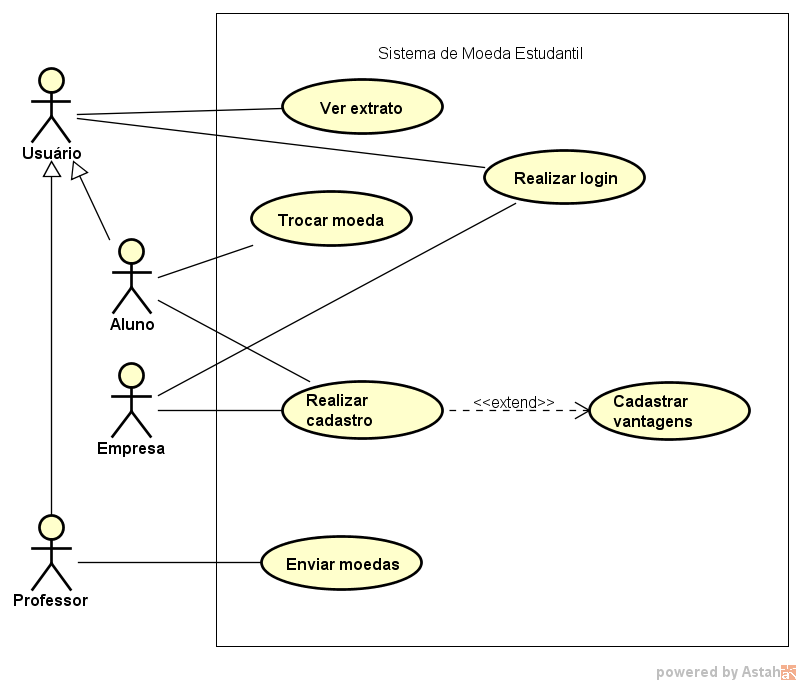 Sistema de Moeda Estudantil
Ver extrato
Usuário
Realizar login
Trocar moeda
Aluno
Realizar
cadastro
<<extend>>
Cadastrar
vantagens
Empresa
Enviar moedas
Professor
powered by Astah